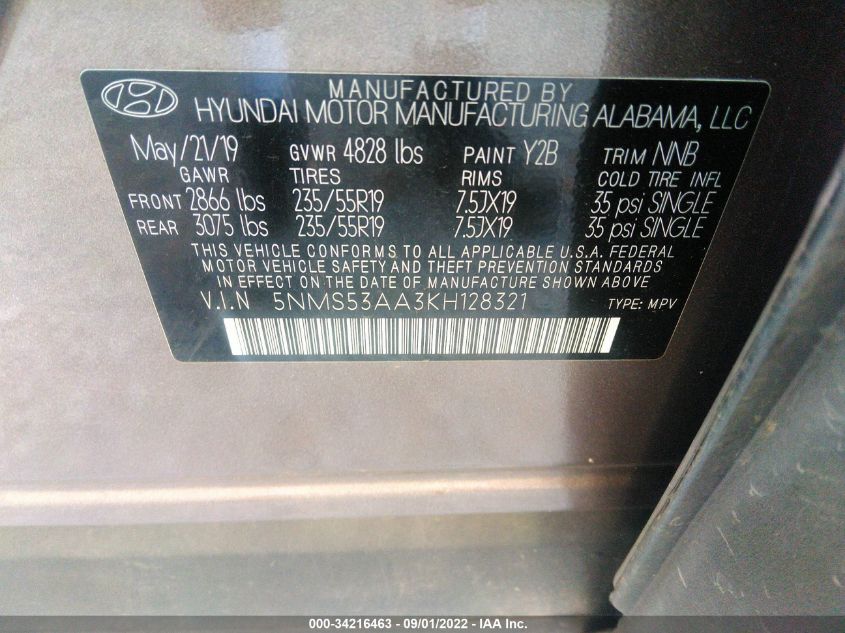 MANUFACTURED BY
HYUNDAI MOTOR MANUFACTURING ALABAMA, LLC
May/21/19 GVWR 4828 lbs PAINT Y2B TRIM NNB
GAWR TIRES RIMS COLD TIRE INFL
FRONT 2866 lbs 235/55R19 7.5JX19 35 psi SINGLE
REAR 3075 lbs 235/55R19 7.5JX19 35 psi SINGLE
THIS VEHICLE CONFORMS TO ALL APPLICABLE U.S.A. FEDERAL
MOTOR VEHICLE SAFETY AND THEFT PREVENTION STANDARDS
IN EFFECT ON THE DATE OF MANUFACTURE SHOWN ABOVE
V.I.N 5NMS53AA3KH128321 TYPE: MPV
000-34216463 - 09/01/2022 - IAA Inc.